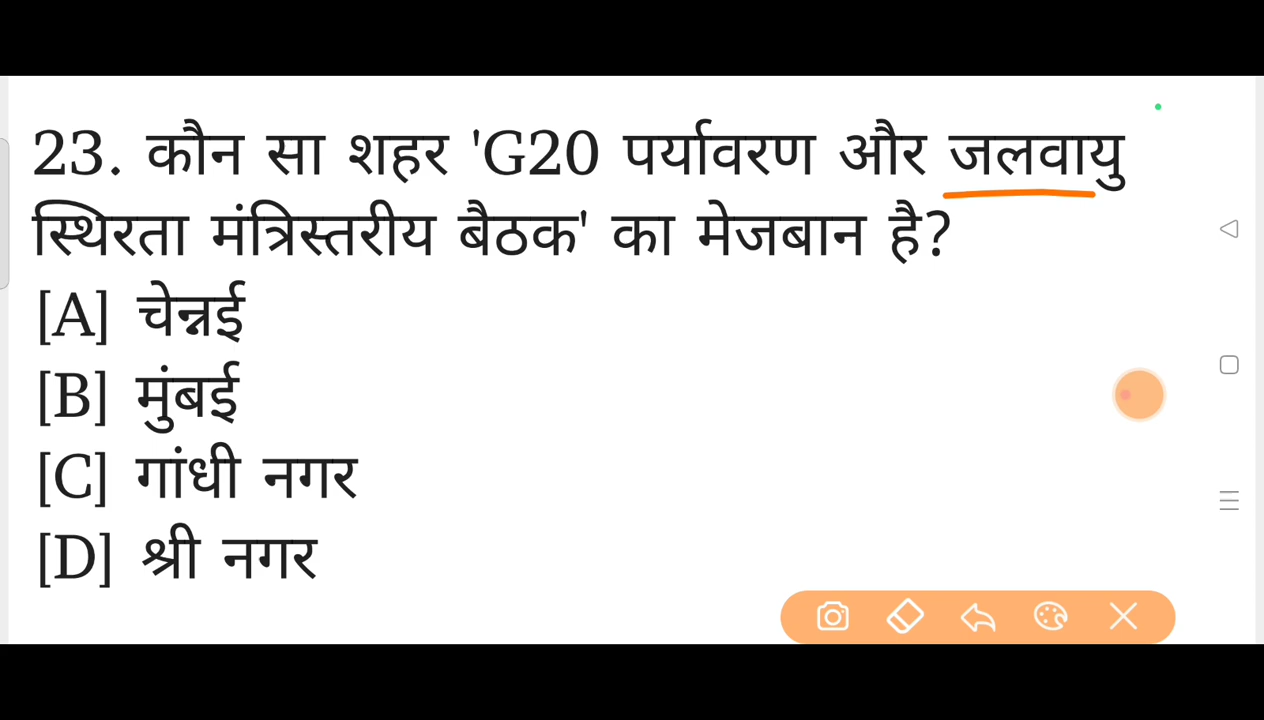 23. कौन सा शहर 'G20 पर्यावरण और जलवायु
स्थिरता मंत्रिस्तरीय बैठक' का मेजबान है?
[A] चेन्नई
[B] मुंबई
[C] गांधी नगर
[D] श्री नगर